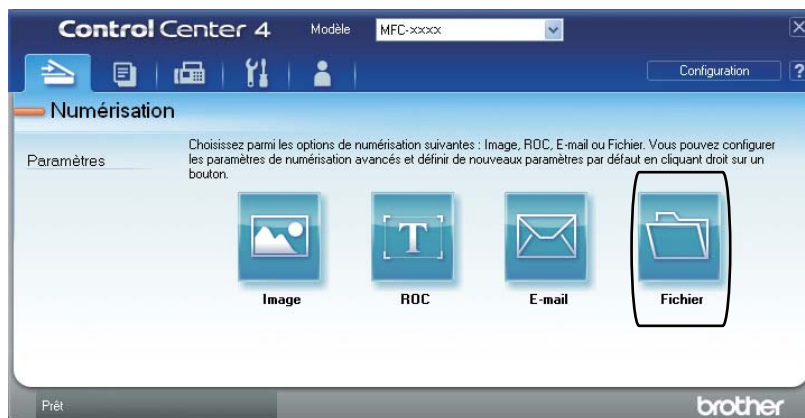 Control Center 4 Modèle MFC-xxxx
Configuration ?
Numérisation
Paramètres
Choisissez parmi les options de numérisation suivantes : Image, ROC, E-mail ou Fichier. Vous pouvez configurer
les paramètres de numérisation avancés et définir de nouveaux paramètres par défaut en cliquant droit sur un
bouton.
[T]
Image ROC E-mail Fichier
Prêt
brother